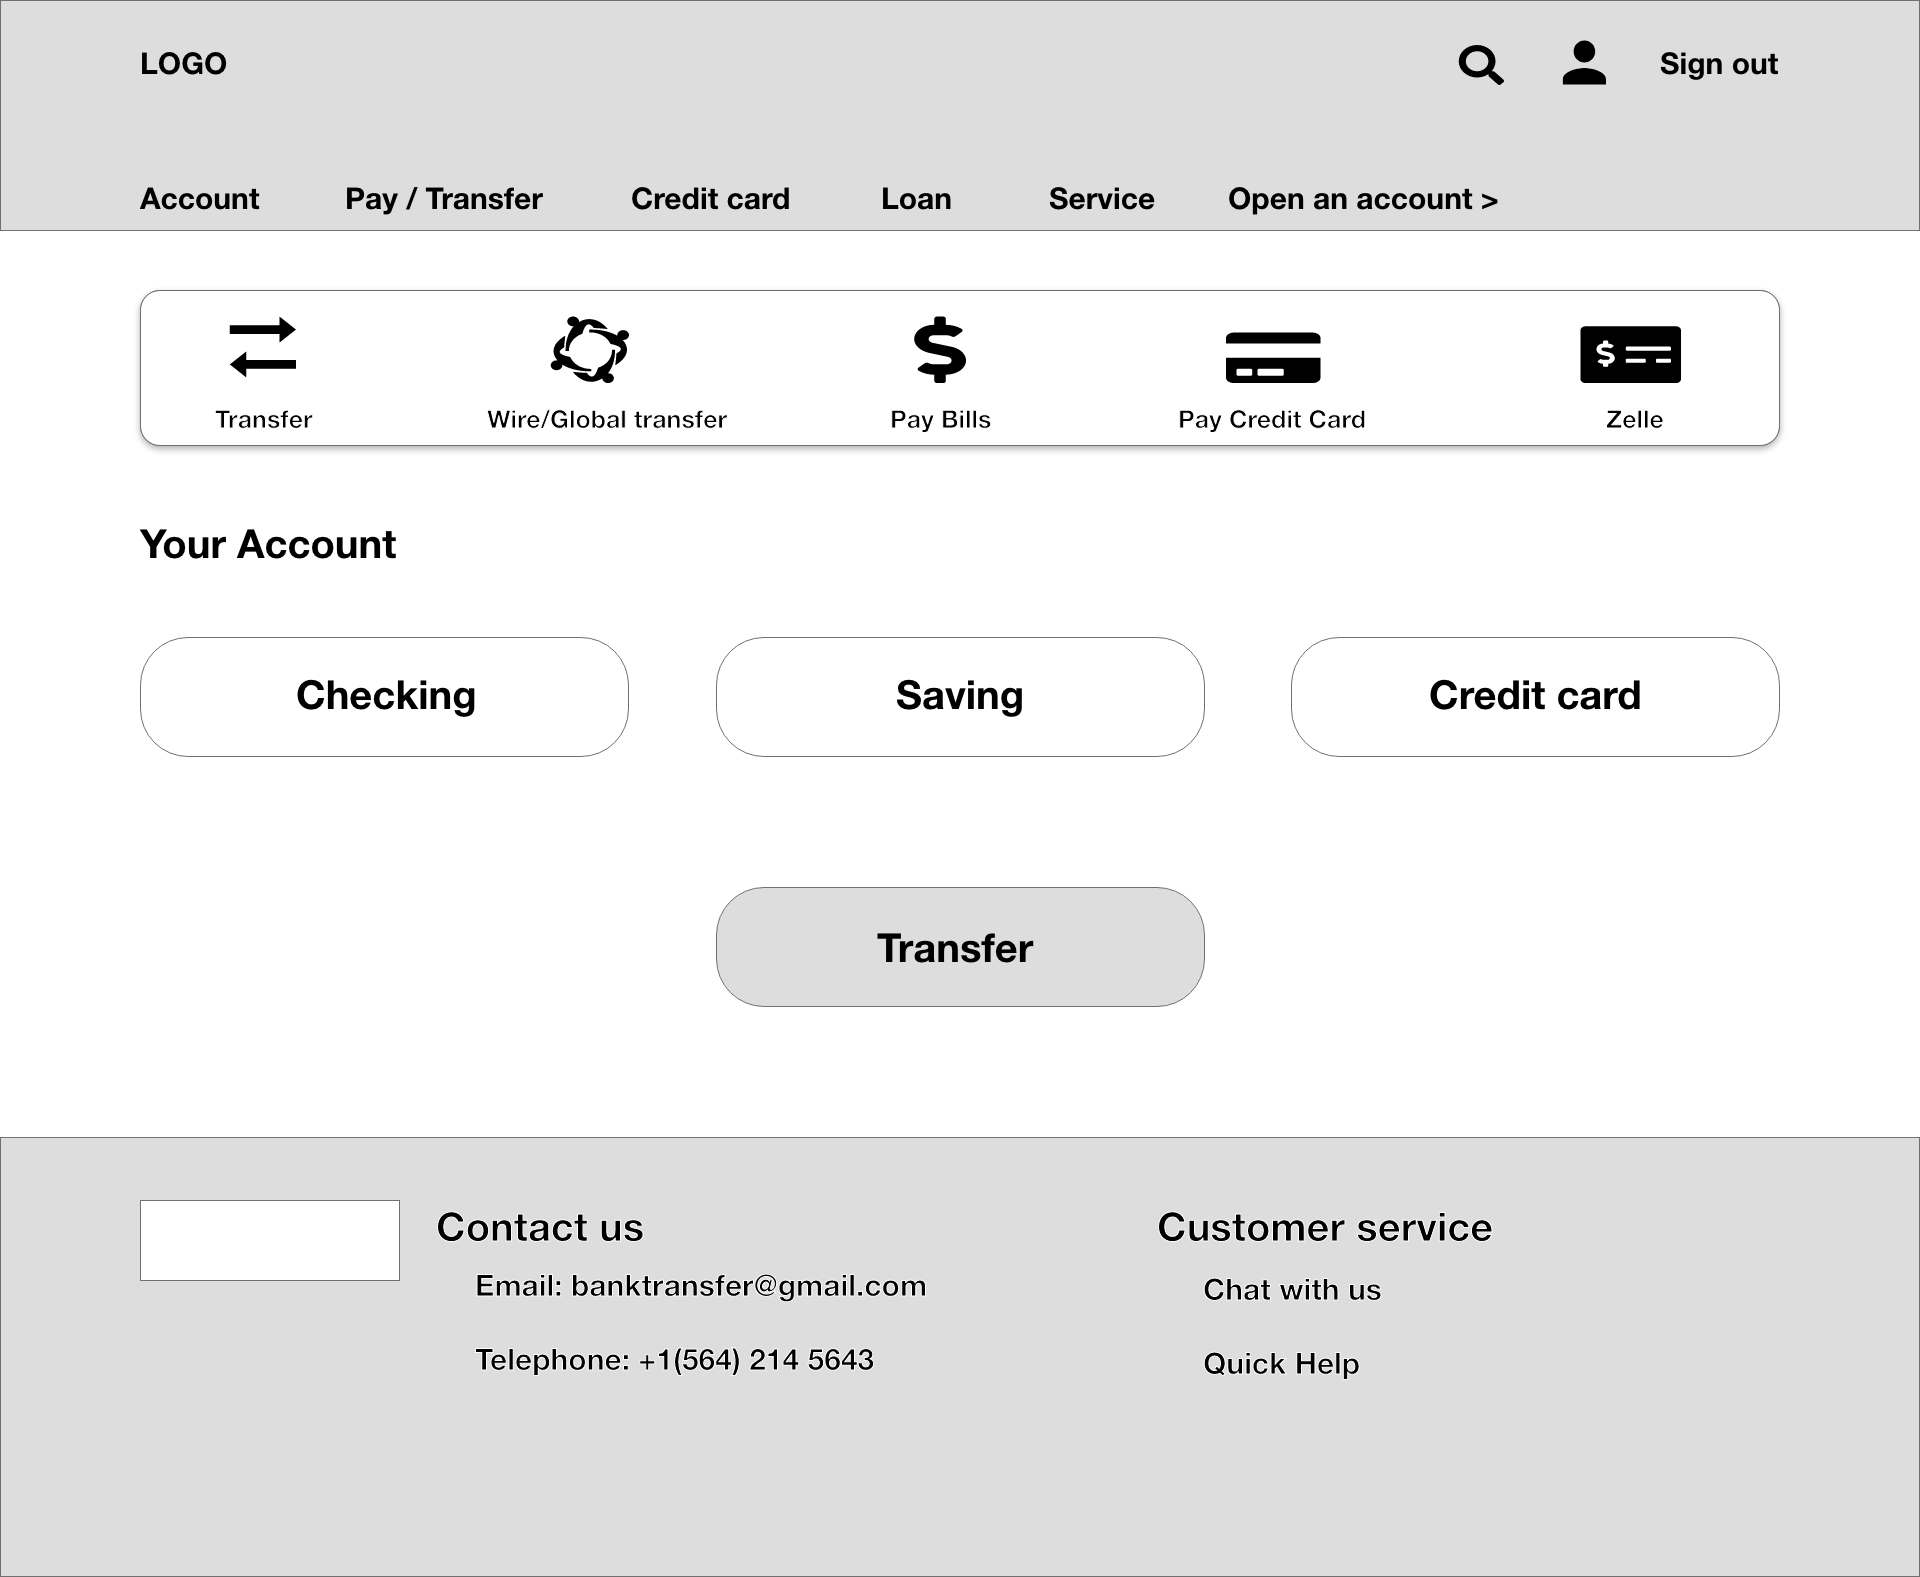 LOGO
Sign out
Account Pay / Transfer Credit card Loan Service Open an account >
$ $
Transfer Wire/Global transfer Pay Bills Pay Credit Card Zelle
Your Account
Checking Saving Credit card
Transfer
Contact us Customer service
Email: banktransfer@gmail.com Chat with us
Telephone: +1(564) 214 5643 Quick Help